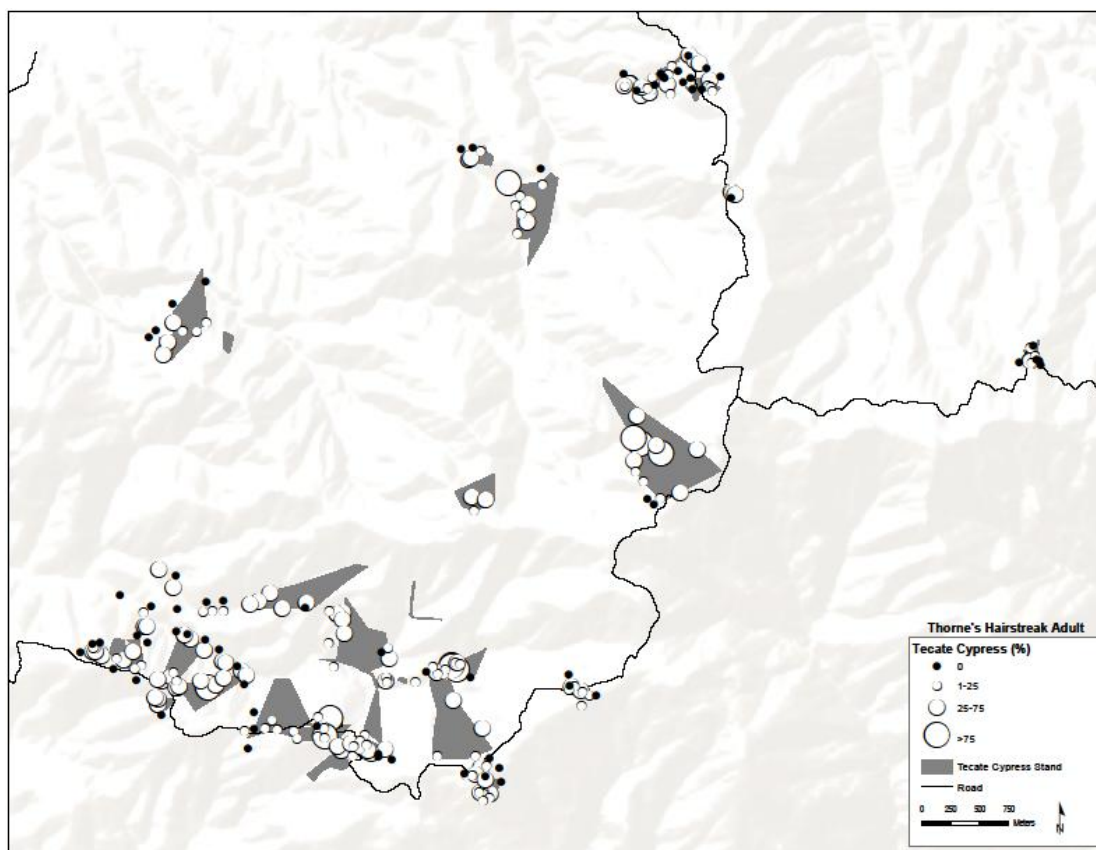 Thorne's Hairstreak Adult
Tecate Cypress (%)
0
1-25
25-75
>75
Tecate Cypress Stand
Road
0 250 500 750
Meters
N